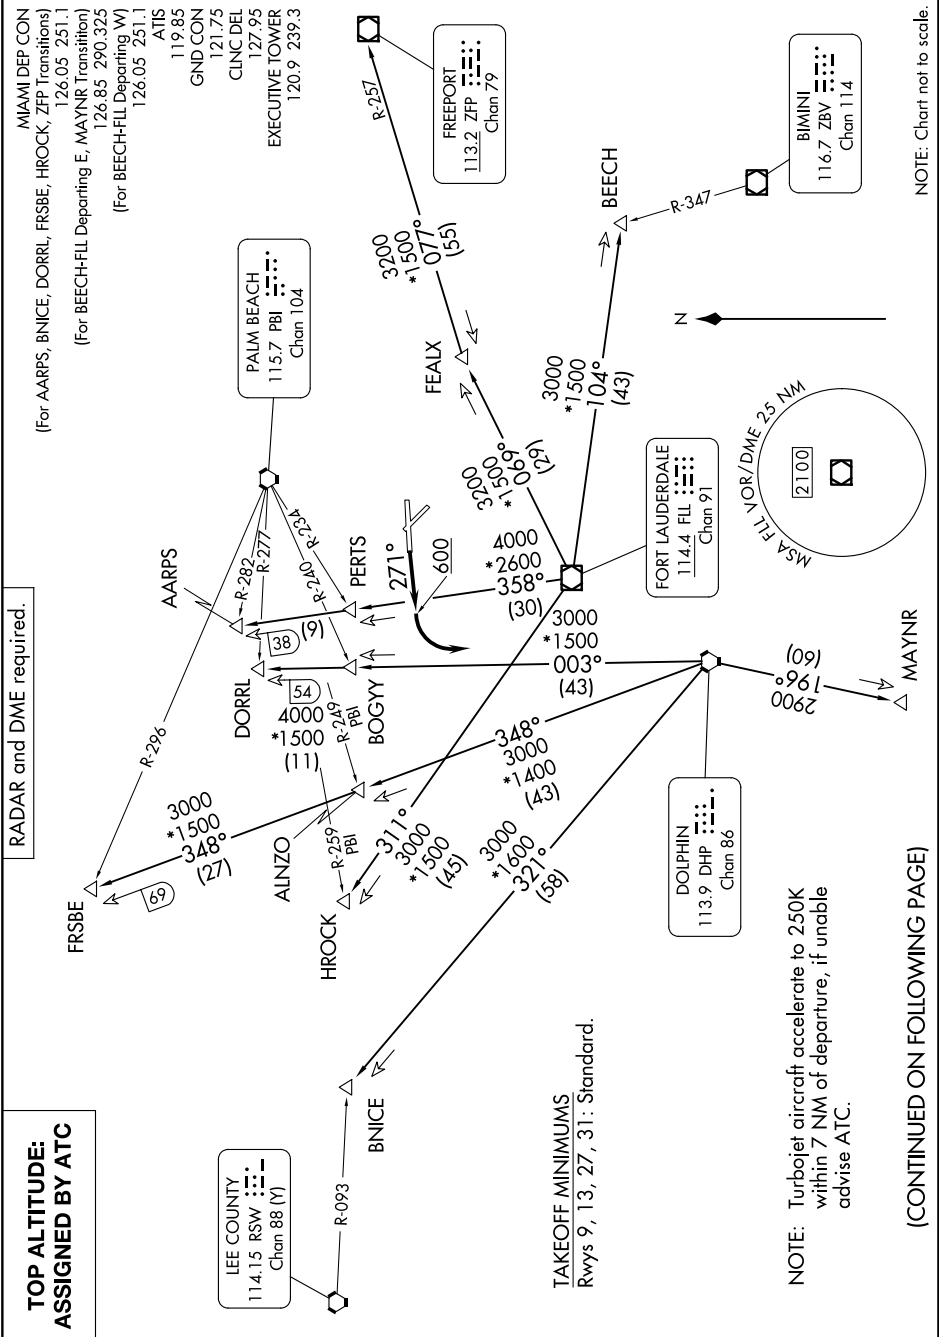 TOP ALTITUDE:
ASSIGNED BY ATC
RADAR and DME required.
MIAMI DEP CON
(For AARPS, BNICE, DORRL, FRSBE, HROCK, ZFP Transitions)
126.05 251.1
(For BEECH-FLL Departing E, MAYNR Transititon)
126.85 290.325
(For BEECH-FLL Departing W)
126.05 251.1
ATIS
119.85
GND CON
121.75
CLNC DEL
127.95
EXECUTIVE TOWER
120.9 239.3
LEE COUNTY
114.15 RSW
Chan 88 (Y)
R-093
BNICE
FRSBE
69
R-296
3000
*1500
348°
(27)
AARPS
R-282
R-277
R-240
R-234
PALM BEACH
115.7 PBI
Chan 104
DORRL
38
(9)
54
4000
*1500
(11)
R-249
PBI
R-259
PBI
ALNZO
HROCK
BOGYY
PERTS
271°
600
FEALX
3200
*1500
077°
(55)
R-257
FREEPORT
113.2 ZFP
Chan 79
3200
*1500
069°
(29)
4000
*2600
358°
(30)
3000
*1500
003°
(43)
348°
3000
*1400
(43)
311°
3000
*1500
(45)
3000
*1600
321°
(58)
3000
*1500
104°
(43)
BEECH
R-347
BIMINI
116.7 ZBV
Chan 114
FORT LAUDERDALE
114.4 FLL
Chan 91
DOLPHIN
113.9 DHP
Chan 86
2900
196°
(60)
MAYNR
N
MSA FLL VOR/DME 25 NM
2100
TAKEOFF MINIMUMS
Rwys 9, 13, 27, 31: Standard.
NOTE: Turbojet aircraft accelerate to 250K
within 7 NM of departure, if unable
advise ATC.
NOTE: Chart not to scale.
(CONTINUED ON FOLLOWING PAGE)